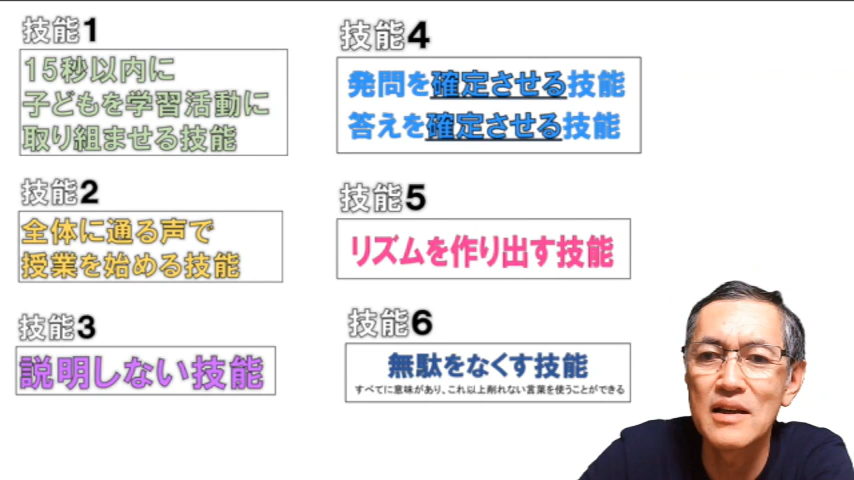 技能1
15秒以内に
子どもを学習活動に
取り組ませる技能
技能2
全体に通る声で
授業を始める技能
技能3
説明しない技能
技能4
発問を確定させる技能
答えを確定させる技能
技能5
リズムを作り出す技能
技能6
無駄をなくす技能
すべてに意味があり、これ以上削れない言葉を使うことができる